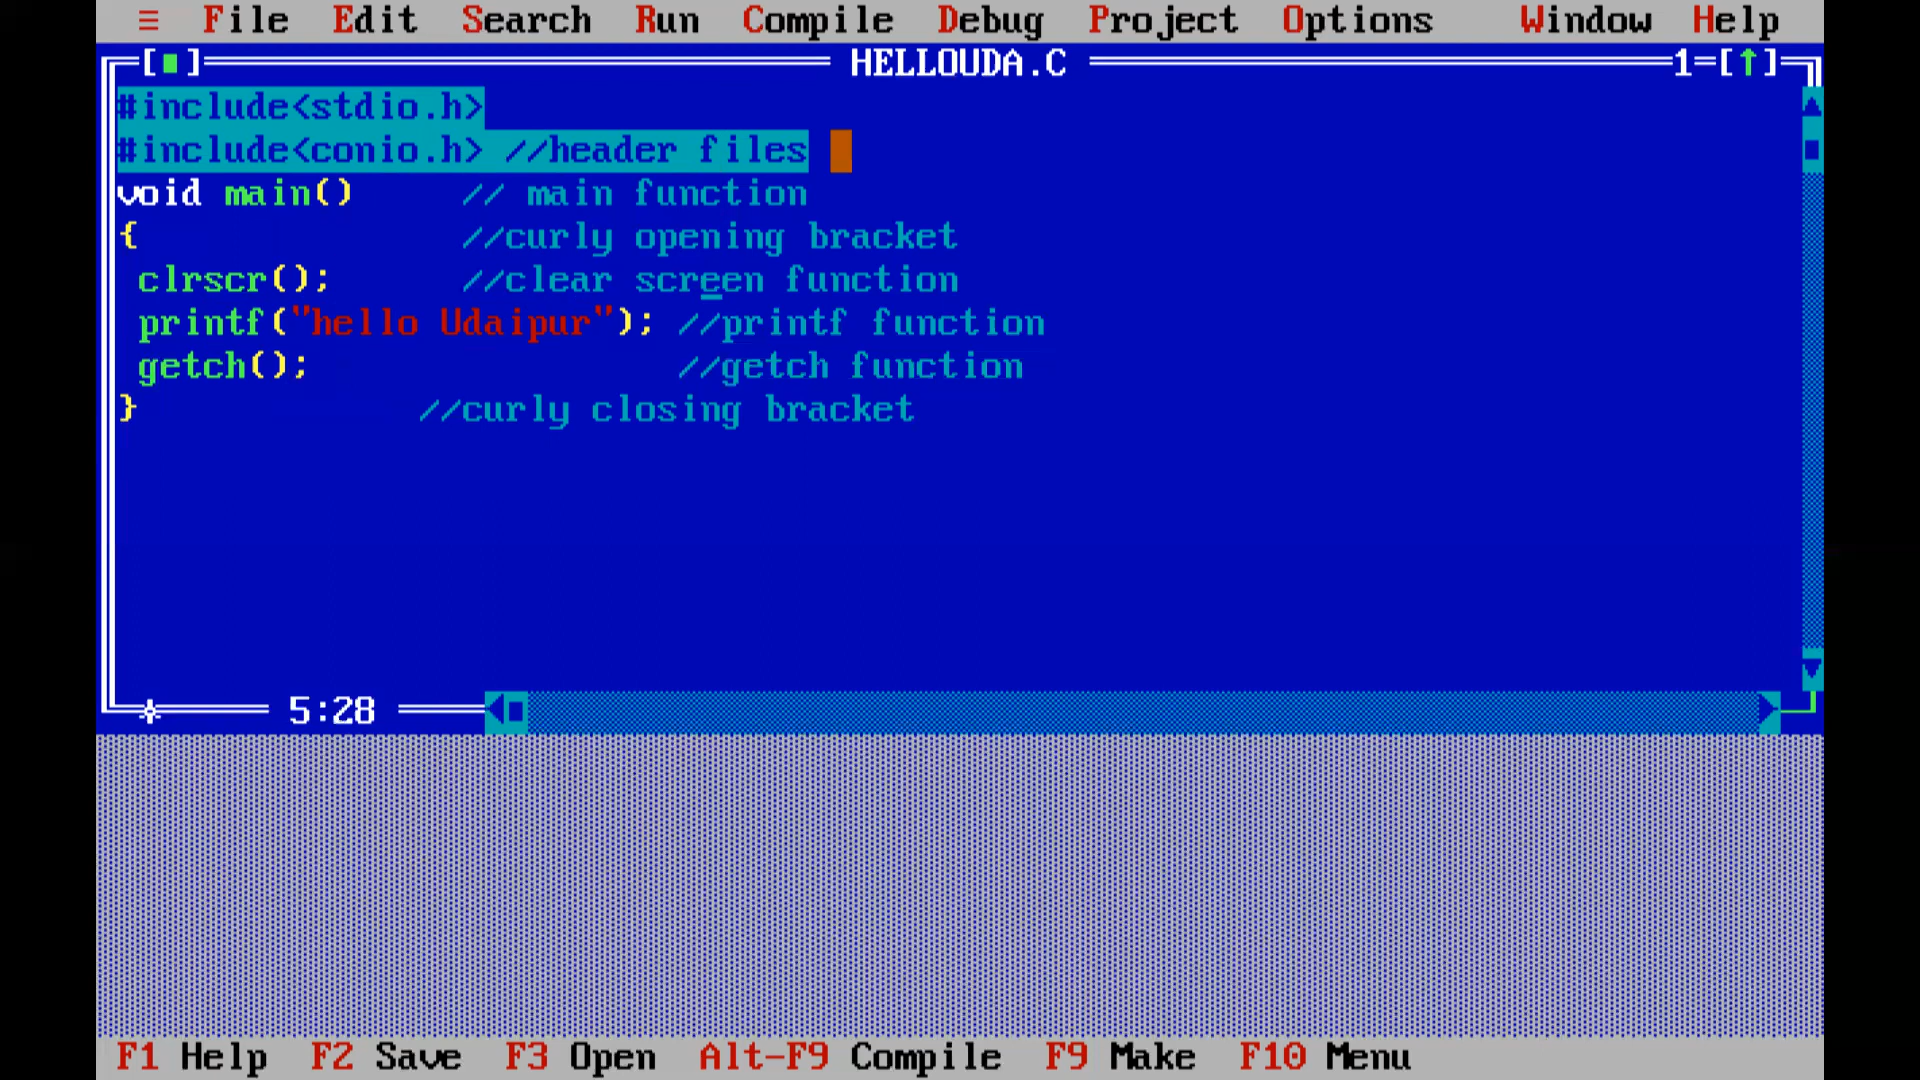 ≡ File Edit Search Run Compile Debug Project Options Window Help
[■] HELLOUDA.C 1=[↑]
#include<stdio.h>
#include<conio.h> //header files
void main() // main function
{ //curly opening bracket
clrscr(); //clear screen function
printf("hello Udaipur"); //printf function
getch(); //getch function
} //curly closing bracket
5:28
F1 Help F2 Save F3 Open Alt-F9 Compile F9 Make F10 Menu